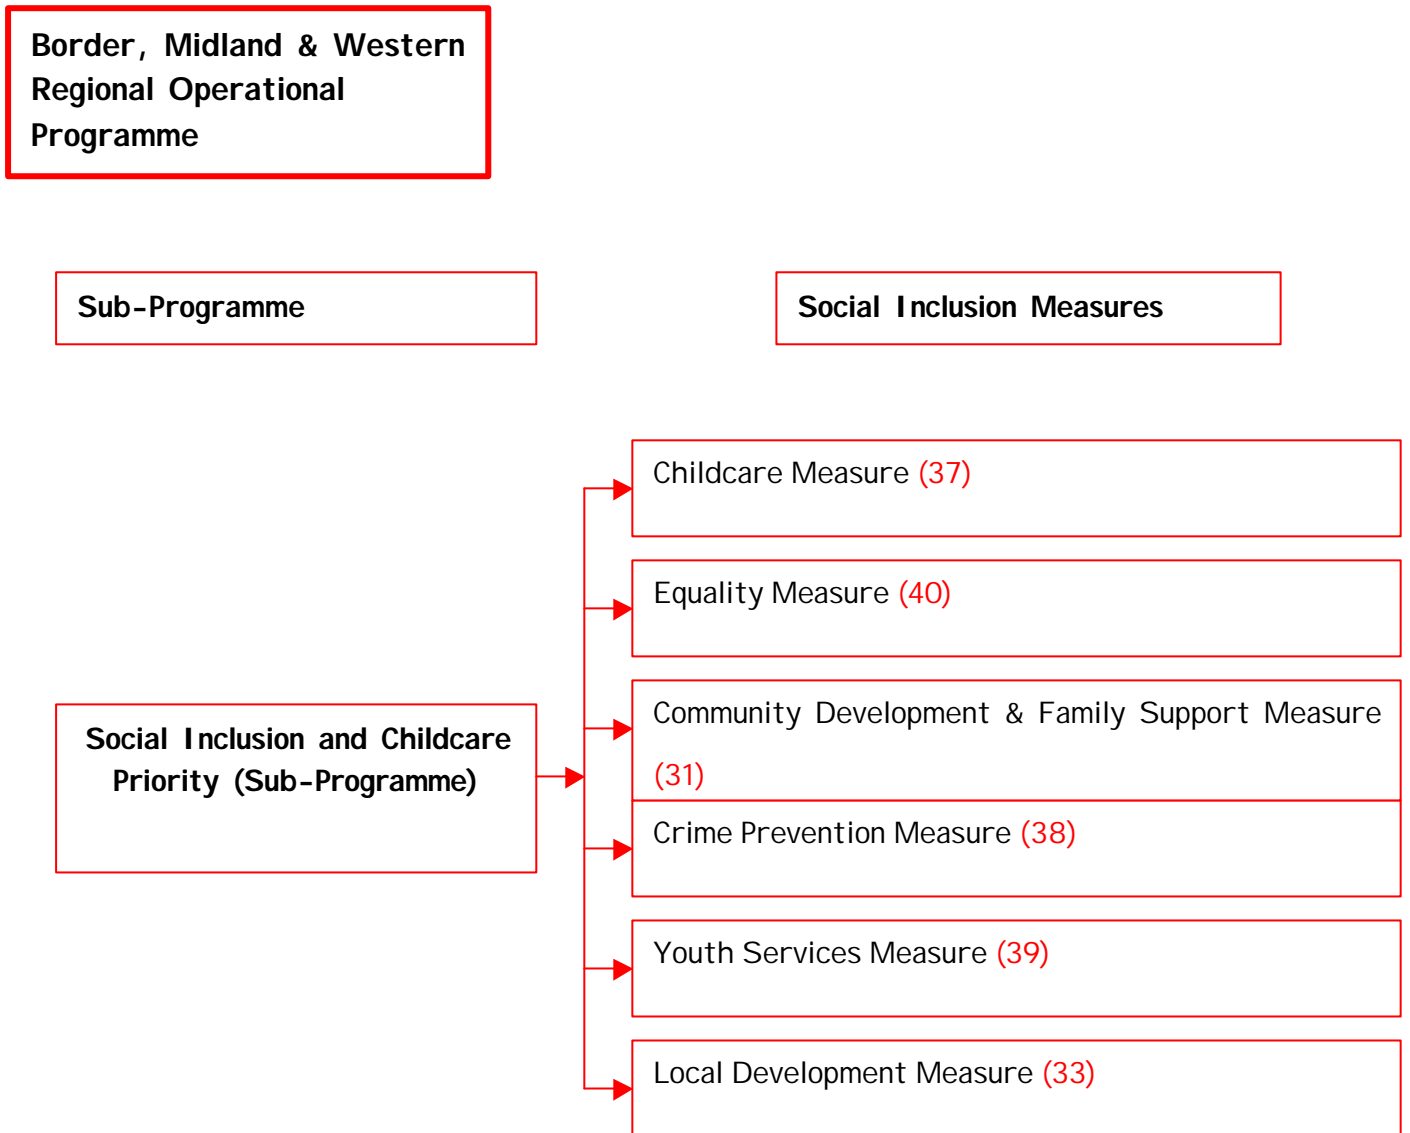 Border, Midland & Western
Regional Operational
Programme
Sub-Programme
Social Inclusion Measures
Childcare Measure (37)
Equality Measure (40)
Community Development & Family Support Measure
(31)
Social Inclusion and Childcare
Priority (Sub-Programme)
Crime Prevention Measure (38)
Youth Services Measure (39)
Local Development Measure (33)